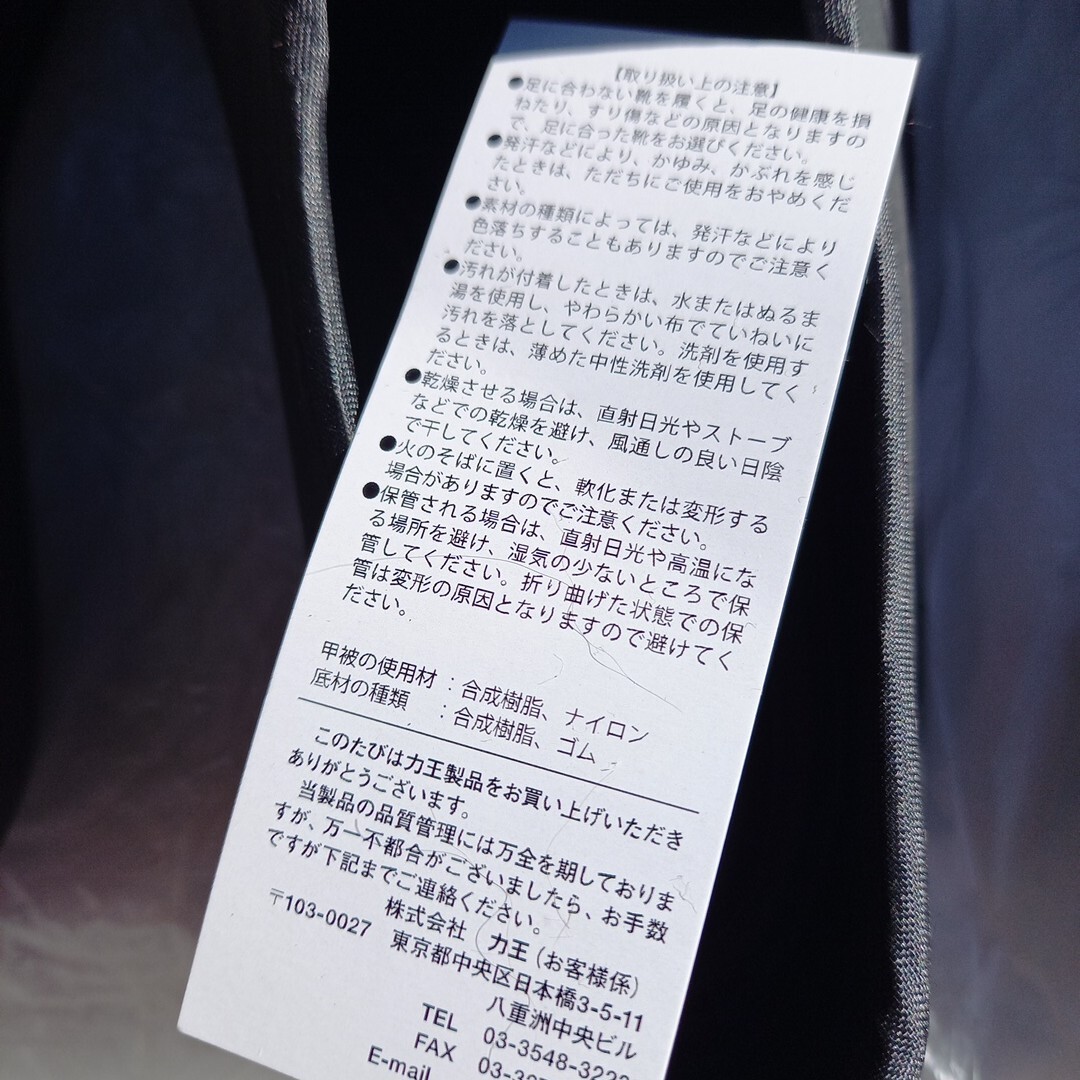 【取り扱い上の注意】
●足に合わない靴を履くと、足の健康を損
ねたり、すり傷などの原因となりますの
で、足に合った靴をお選びください。
●発汗などにより、かゆみ、かぶれを感じ
たときは、ただちにご使用をおやめくだ
さい。
●素材の種類によっては、発汗などにより
色落ちすることもありますのでご注意く
ださい。
●汚れが付着したときは、水またはぬるま
湯を使用し、やわらかい布でていねいに
汚れを落としてください。洗剤を使用す
るときは、薄めた中性洗剤を使用してく
ださい。
●乾燥させる場合は、直射日光やストーブ
などでの乾燥を避け、風通しの良い日陰
で干してください。
●火のそばに置くと、軟化または変形する
場合がありますのでご注意ください。
●保管される場合は、直射日光や高温にな
る場所を避け、湿気の少ないところで保
管してください。折り曲げた状態での保
管は変形の原因となりますので避けてく
ださい。
甲被の使用材：合成樹脂、ナイロン
底材の種類　：合成樹脂、ゴム
このたびは力王製品をお買い上げいただき
ありがとうございます。
当製品の品質管理には万全を期しておりま
すが、万一不都合がございましたら、お手数
ですが下記までご連絡ください。
株式会社　力王（お客様係）
〒103-0027　東京都中央区日本橋3-5-11
八重洲中央ビル
TEL　03-3548-322
FAX　03-
E-mail